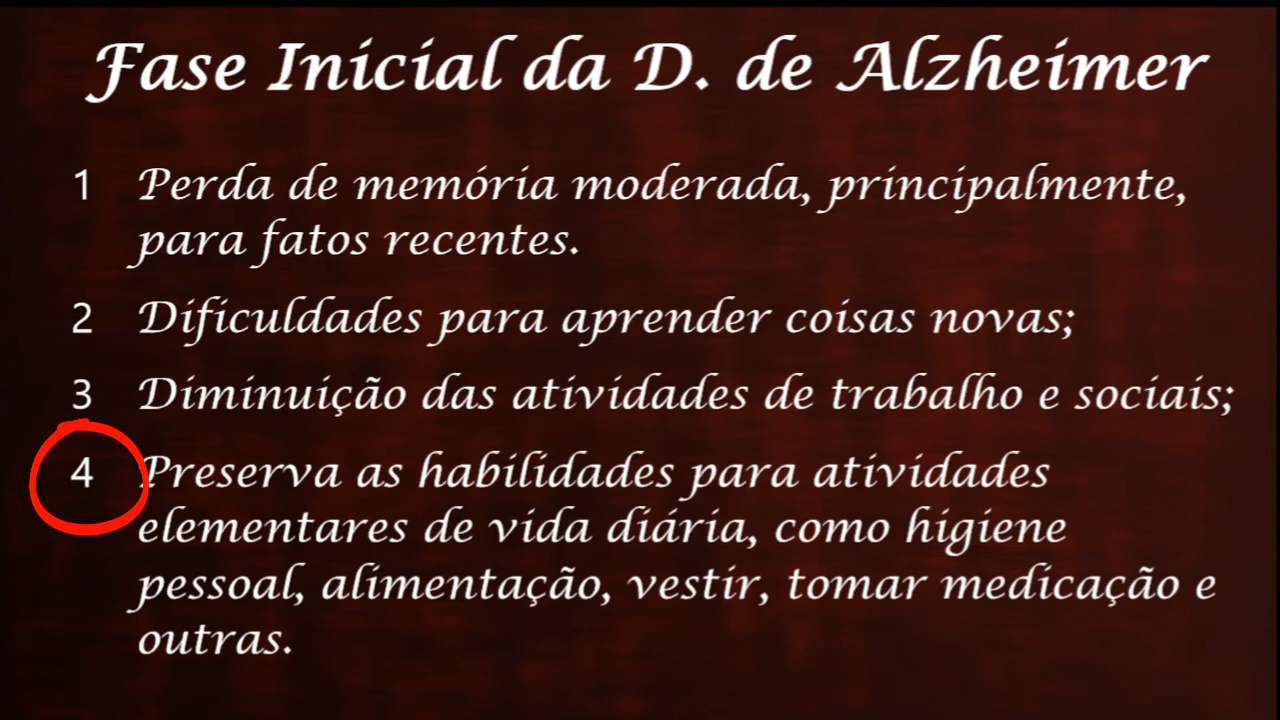 Fase Inicial da D. de Alzheimer
1 Perda de memória moderada, principalmente,
para fatos recentes.
2 Dificuldades para aprender coisas novas;
3 Diminuição das atividades de trabalho e sociais;
4 Preserva as habilidades para atividades
elementares de vida diária, como higiene
pessoal, alimentação, vestir, tomar medicação e
outras.